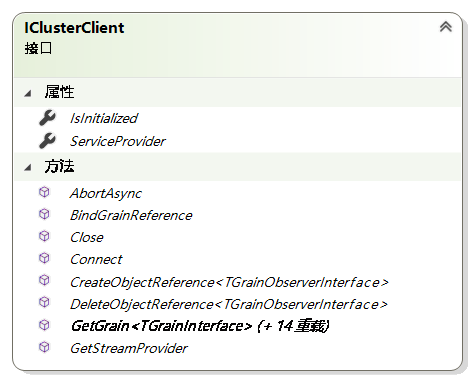 IClusterClient
接口
属性
IsInitialized
ServiceProvider
方法
AbortAsync
BindGrainReference
Close
Connect
CreateObjectReference<TGrainObserverInterface>
DeleteObjectReference<TGrainObserverInterface>
GetGrain<TGrainInterface> (+ 14 重载)
GetStreamProvider